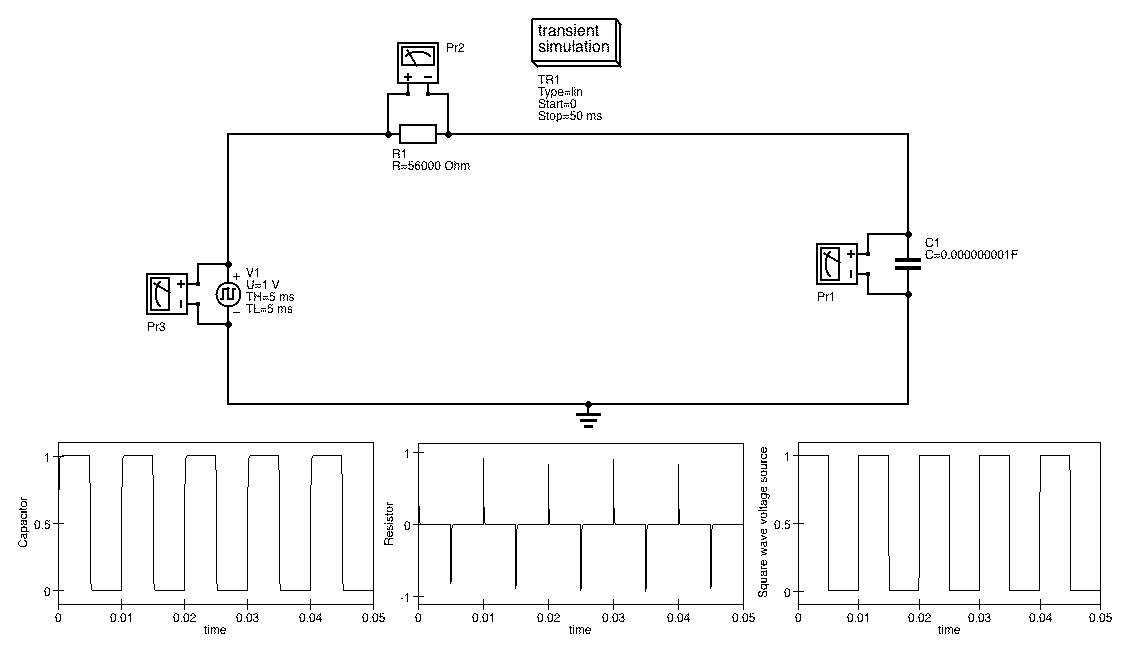 transient
simulation
Pr2
TR1
Type=lin
Start=0
Stop=50 ms
R1
R=56000 Ohm
+
V1
U=1 V
TH=5 ms
TL=5 ms
Pr3
C1
C=0.000000001F
Pr1
Capacitor
1
0.5
0
0
0.01
0.02
0.03
0.04
0.05
time
Resistor
1
0
-1
0
0.01
0.02
0.03
0.04
0.05
time
Square wave voltage source
1
0.5
0
0
0.01
0.02
0.03
0.04
0.05
time